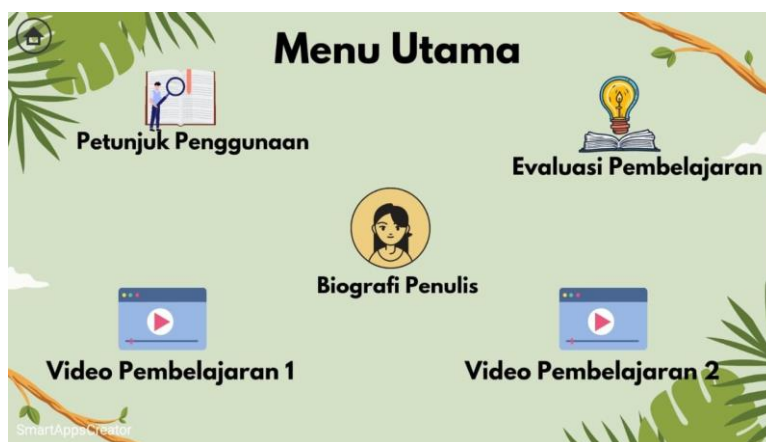 Menu Utama
Petunjuk Penggunaan
Evaluasi Pembelajaran
Biografi Penulis
Video Pembelajaran 1
Video Pembelajaran 2
SmartAppsCreator